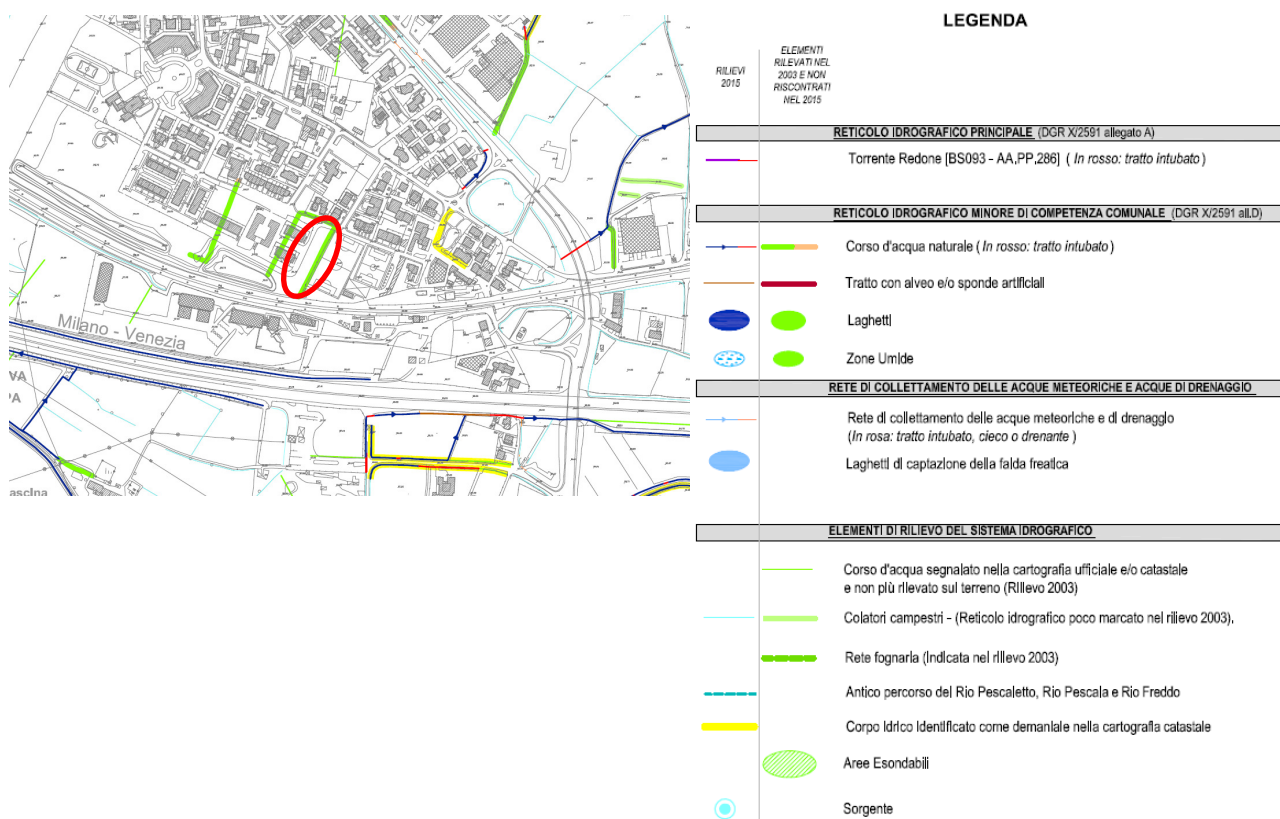 Milano - Venezia
VA
PA
ascina
LEGENDA
RILIEVI
2015
ELEMENTI
RILEVATI NEL
2003 E NON
RISCONTRATI
NEL 2015
RETICOLO IDROGRAFICO PRINCIPALE (DGR X/2591 allegato A)
Torrente Redone [BS093 - AA,PP,286] ( In rosso: tratto intubato )
RETICOLO IDROGRAFICO MINORE DI COMPETENZA COMUNALE (DGR X/2591 all.D)
Corso d'acqua naturale ( In rosso: tratto intubato )
Tratto con alveo e/o sponde artificiali
Laghetti
Zone Umide
RETE DI COLLETTAMENTO DELLE ACQUE METEORICHE E ACQUE DI DRENAGGIO
Rete di collettamento delle acque meteoriche e di drenaggio
(In rosa: tratto intubato, cieco o drenante )
Laghetti di captazione della falda freatica
ELEMENTI DI RILIEVO DEL SISTEMA IDROGRAFICO
Corso d'acqua segnalato nella cartografia ufficiale e/o catastale
e non più rilevato sul terreno (Rilievo 2003)
Colatori campestri - (Reticolo idrografico poco marcato nel rilievo 2003).
Rete fognaria (Indicata nel rilievo 2003)
Antico percorso del Rio Pescaletto, Rio Pescala e Rio Freddo
Corpo idrico identificato come demaniale nella cartografia catastale
Aree Esondabili
Sorgente